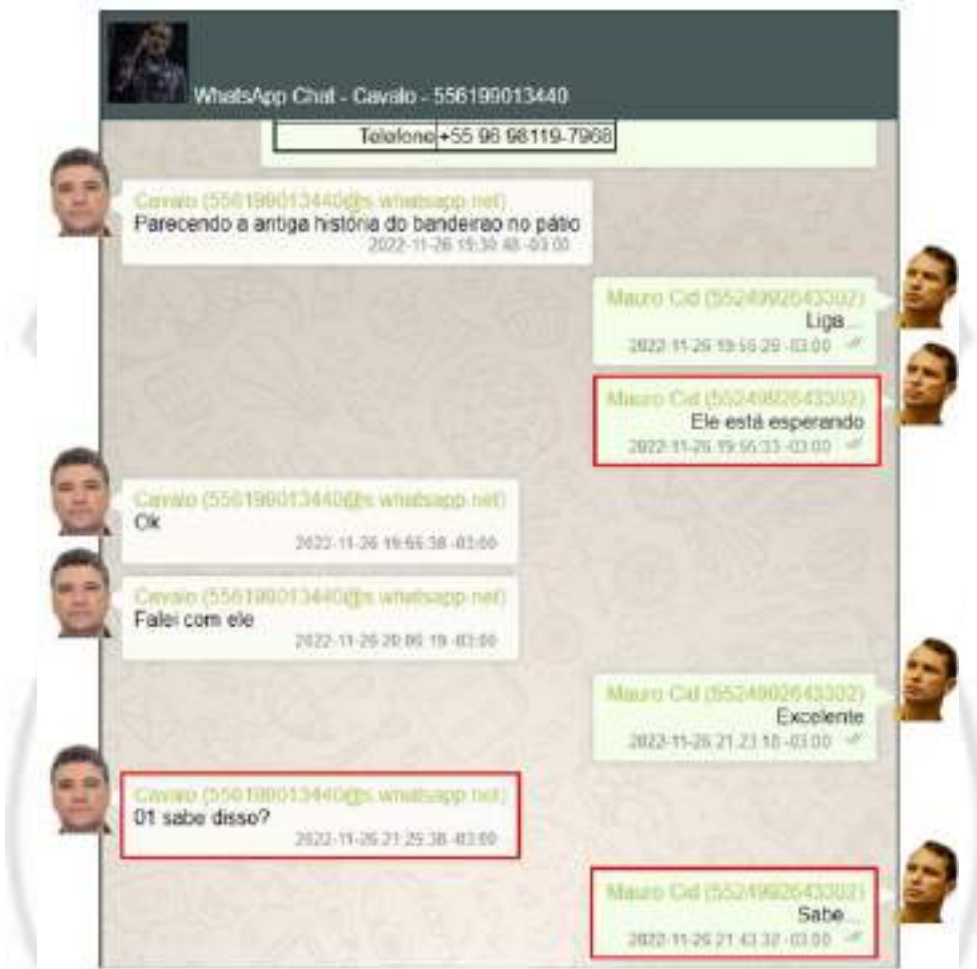 WhatsApp Chat - Cavalo - 556199013440
Telefone +55 96 98119-7968
Cavalo (556199013440@s.whatsapp.net)
Parecendo a antiga história do bandeirao no pátio
2022-11-26 19:30:48 -03:00
Mauro Cid (5524992643302)
Liga...
2022-11-26 19:55:29 -03:00
Mauro Cid (5524992643302)
Ele está esperando
2022-11-26 19:55:33 -03:00
Cavalo (556199013440@s.whatsapp.net)
Ok
2022-11-26 19:55:38 -03:00
Cavalo (556199013440@s.whatsapp.net)
Falei com ele
2022-11-26 20:06:19 -03:00
Mauro Cid (5524992643302)
Excelente
2022-11-26 21:23:18 -03:00
Cavalo (556199013440@s.whatsapp.net)
01 sabe disso?
2022-11-26 21:25:38 -03:00
Mauro Cid (5524992643302)
Sabe...
2022-11-26 21:43:32 -03:00